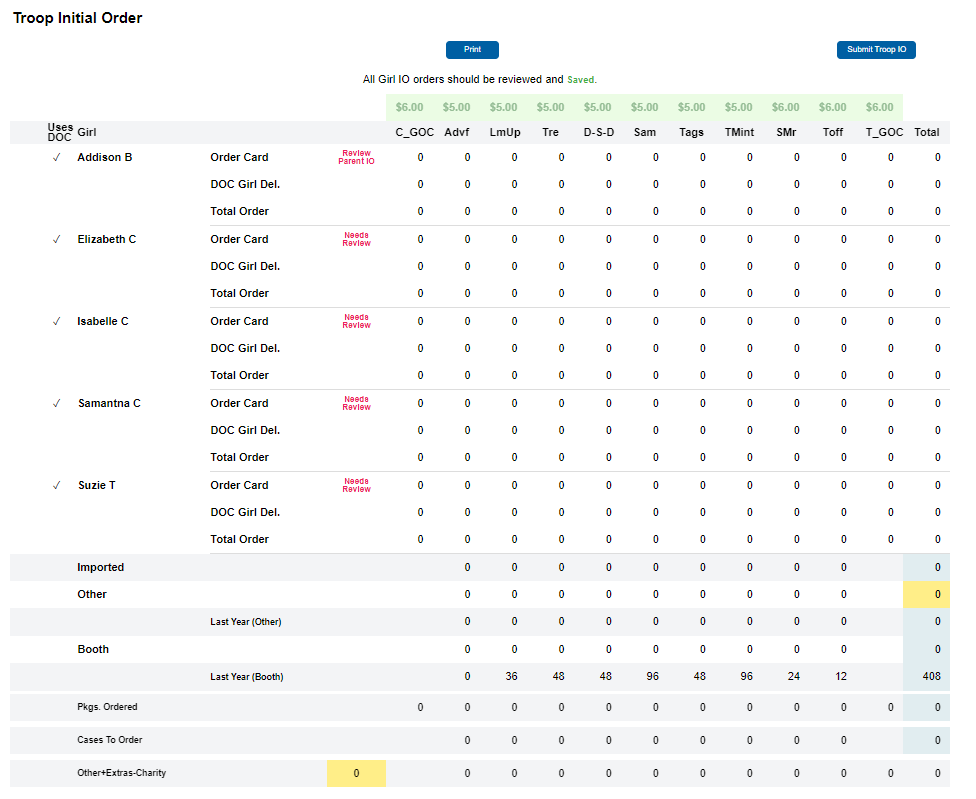 Troop Initial Order
Print Submit Troop IO
All Girl IO orders should be reviewed and Saved.
$6.00 $5.00 $5.00 $5.00 $5.00 $5.00 $5.00 $5.00 $6.00 $6.00 $6.00
Uses DOC Girl C_GOC Advf LmUp Tre D-S-D Sam Tags TMint SMr Toff T_GOC Total
✓ Addison B Order Card Review Parent IO 0 0 0 0 0 0 0 0 0 0 0 0
DOC Girl Del. 0 0 0 0 0 0 0 0 0 0 0 0
Total Order 0 0 0 0 0 0 0 0 0 0 0 0
✓ Elizabeth C Order Card Needs Review 0 0 0 0 0 0 0 0 0 0 0 0
DOC Girl Del. 0 0 0 0 0 0 0 0 0 0 0 0
Total Order 0 0 0 0 0 0 0 0 0 0 0 0
✓ Isabelle C Order Card Needs Review 0 0 0 0 0 0 0 0 0 0 0 0
DOC Girl Del. 0 0 0 0 0 0 0 0 0 0 0 0
Total Order 0 0 0 0 0 0 0 0 0 0 0 0
✓ Samantna C Order Card Needs Review 0 0 0 0 0 0 0 0 0 0 0 0
DOC Girl Del. 0 0 0 0 0 0 0 0 0 0 0 0
Total Order 0 0 0 0 0 0 0 0 0 0 0 0
✓ Suzie T Order Card Needs Review 0 0 0 0 0 0 0 0 0 0 0 0
DOC Girl Del. 0 0 0 0 0 0 0 0 0 0 0 0
Total Order 0 0 0 0 0 0 0 0 0 0 0 0
Imported 0 0 0 0 0 0 0 0 0 0
Other 0 0 0 0 0 0 0 0 0 0
Last Year (Other) 0 0 0 0 0 0 0 0 0 0
Booth 0 0 0 0 0 0 0 0 0 0
Last Year (Booth) 0 36 48 48 96 48 96 24 12 408
Pkgs. Ordered 0 0 0 0 0 0 0 0 0 0 0 0
Cases To Order 0 0 0 0 0 0 0 0 0 0
Other+Extras-Charity 0 0 0 0 0 0 0 0 0 0 0 0